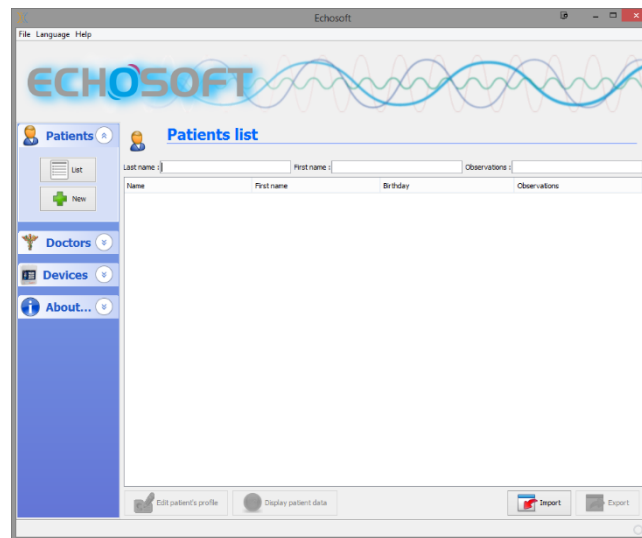 Echosoft
File Language Help
ECHOSOFT
Patients
List
New
Doctors
Devices
About...
Patients list
Last name :
First name :
Observations :
Name First name Birthday Observations
Edit patient's profile
Display patient data
Import
Export